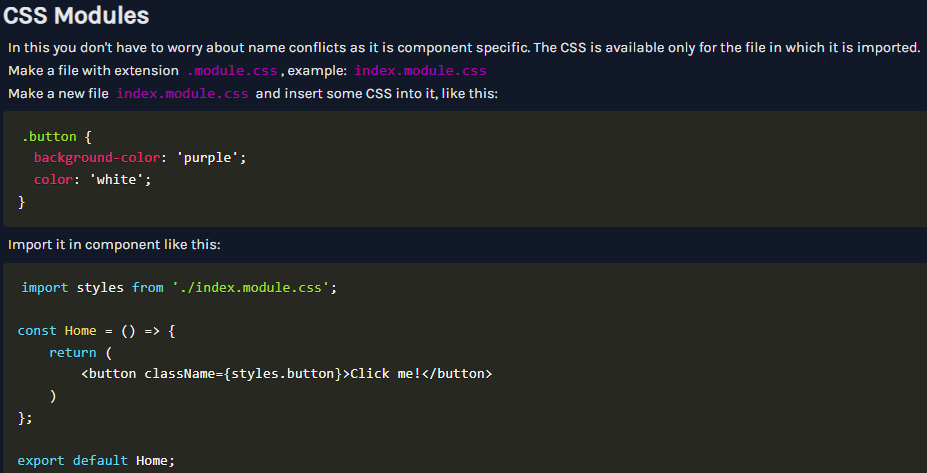 CSS Modules
In this you don't have to worry about name conflicts as it is component specific. The CSS is available only for the file in which it is imported.
Make a file with extension .module.css, example: index.module.css
Make a new file index.module.css and insert some CSS into it, like this:
.button {
  background-color: 'purple';
  color: 'white';
}
Import it in component like this:
import styles from './index.module.css';
const Home = () => {
    return (
        <button className={styles.button}>Click me!</button>
    )
};
export default Home;